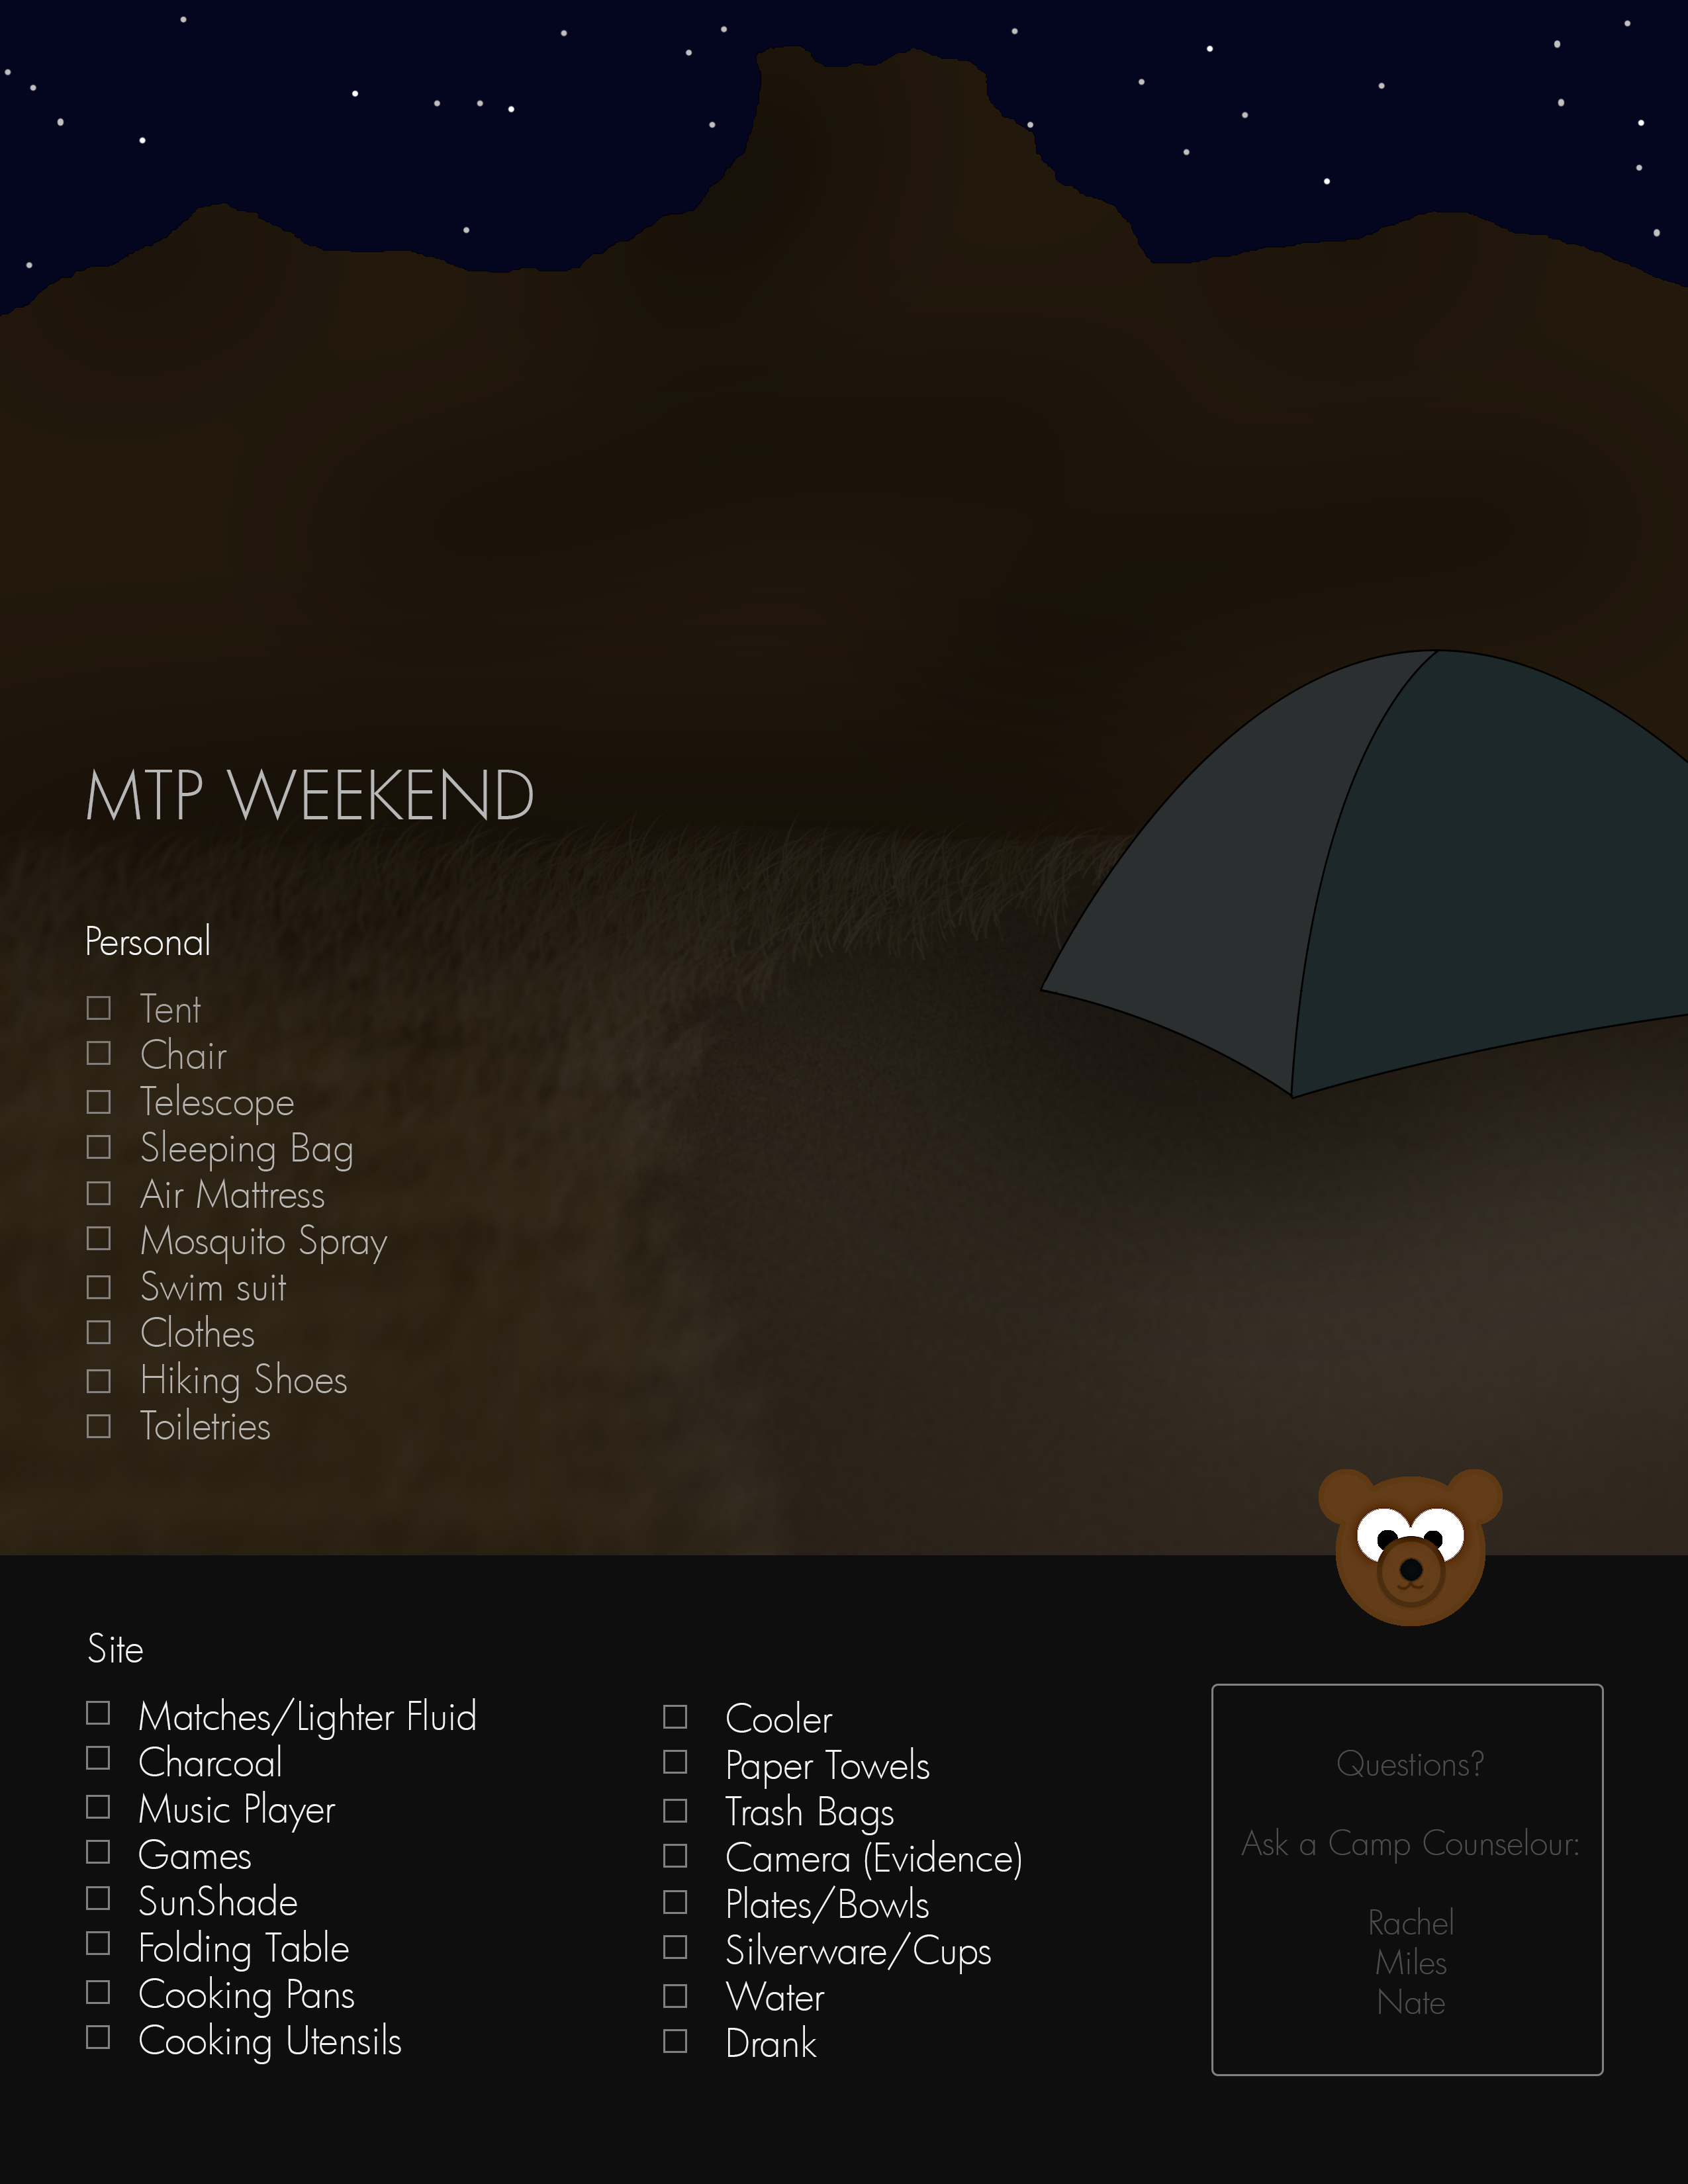 MTP WEEKEND
Personal
Tent
Chair
Telescope
Sleeping Bag
Air Mattress
Mosquito Spray
Swim suit
Clothes
Hiking Shoes
Toiletries
Site
Matches/Lighter Fluid
Charcoal
Music Player
Games
SunShade
Folding Table
Cooking Pans
Cooking Utensils
Cooler
Paper Towels
Trash Bags
Camera (Evidence)
Plates/Bowls
Silverware/Cups
Water
Drank
Questions?
Ask a Camp Counselour:
Rachel
Miles
Nate